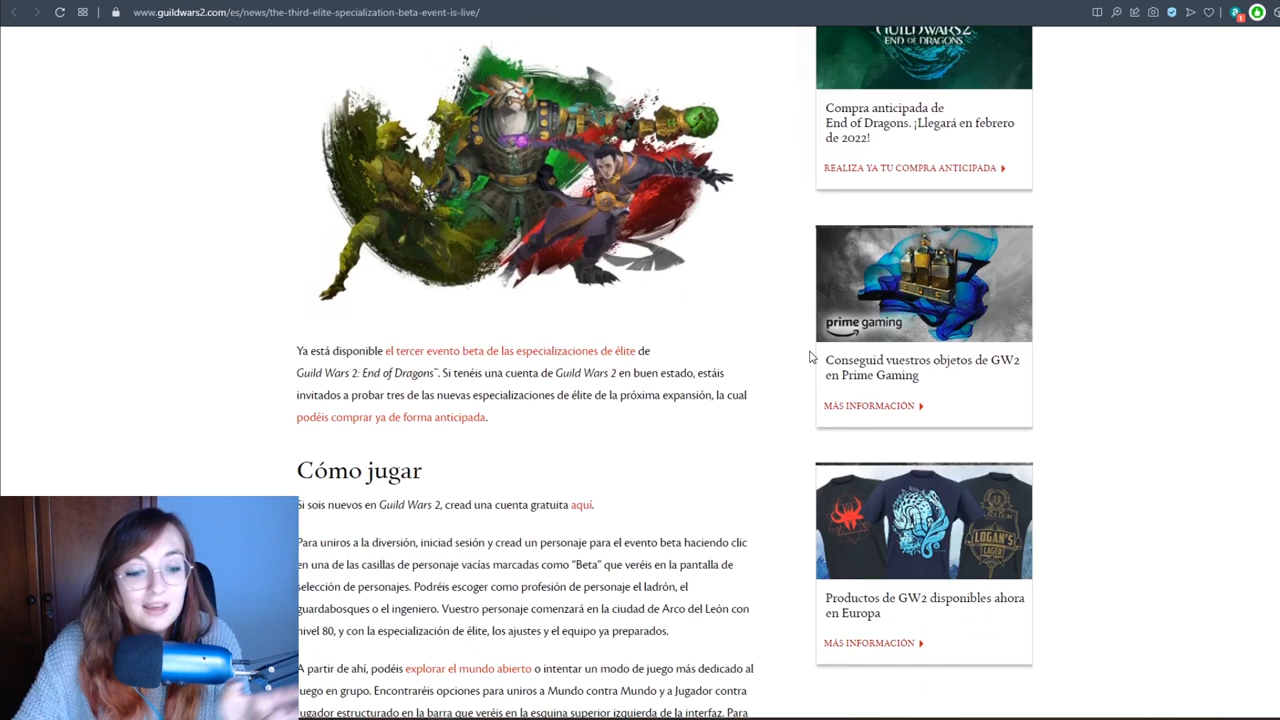 www.guildwars2.com/es/news/the-third-elite-specialization-beta-event-is-live/
GUILD WARS 2
END OF DRAGONS
Compra anticipada de
End of Dragons. ¡Llegará en febrero
de 2022!
REALIZA YA TU COMPRA ANTICIPADA
prime gaming
Conseguid vuestros objetos de GW2
en Prime Gaming
MÁS INFORMACIÓN
LOGAN'S
LAGER
Productos de GW2 disponibles ahora
en Europa
MÁS INFORMACIÓN
Ya está disponible el tercer evento beta de las especializaciones de élite de
Guild Wars 2: End of Dragons™. Si tenéis una cuenta de Guild Wars 2 en buen estado, estáis
invitados a probar tres de las nuevas especializaciones de élite de la próxima expansión, la cual
podéis comprar ya de forma anticipada.
Cómo jugar
Si sois nuevos en Guild Wars 2, cread una cuenta gratuita aquí.
Para uniros a la diversión, iniciad sesión y cread un personaje para el evento beta haciendo clic
en una de las casillas de personaje vacías marcadas como "Beta" que veréis en la pantalla de
selección de personajes. Podréis escoger como profesión de personaje el ladrón, el
guardabosques o el ingeniero. Vuestro personaje comenzará en la ciudad de Arco del León con
nivel 80, y con la especialización de élite, los ajustes y el equipo ya preparados.
A partir de ahí, podéis explorar el mundo abierto o intentar un modo de juego más dedicado al
juego en grupo. Encontraréis opciones para uniros a Mundo contra Mundo y a Jugador contra
Jugador estructurado en la barra que veréis en la esquina superior izquierda de la interfaz. Para